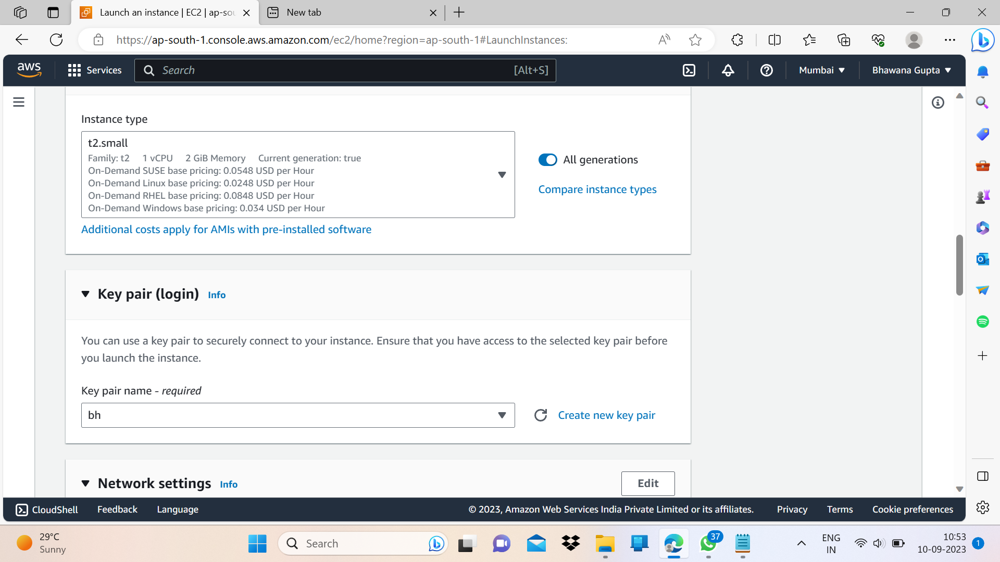 Launch an instance | EC2 | ap-sou
New tab
https://ap-south-1.console.aws.amazon.com/ec2/home?region=ap-south-1#LaunchInstances:
aws
Services
Search
[Alt+S]
Mumbai
Bhawana Gupta
Instance type
t2.small
Family: t2 1 vCPU 2 GiB Memory Current generation: true
On-Demand SUSE base pricing: 0.0548 USD per Hour
On-Demand Linux base pricing: 0.0248 USD per Hour
On-Demand RHEL base pricing: 0.0848 USD per Hour
On-Demand Windows base pricing: 0.034 USD per Hour
All generations
Compare instance types
Additional costs apply for AMIs with pre-installed software
Key pair (login) Info
You can use a key pair to securely connect to your instance. Ensure that you have access to the selected key pair before
you launch the instance.
Key pair name - required
bh
Create new key pair
Network settings Info
Edit
CloudShell
Feedback
Language
© 2023, Amazon Web Services India Private Limited or its affiliates.
Privacy
Terms
Cookie preferences
29°C
Sunny
Search
37
ENG
IN
10:53
10-09-2023
1